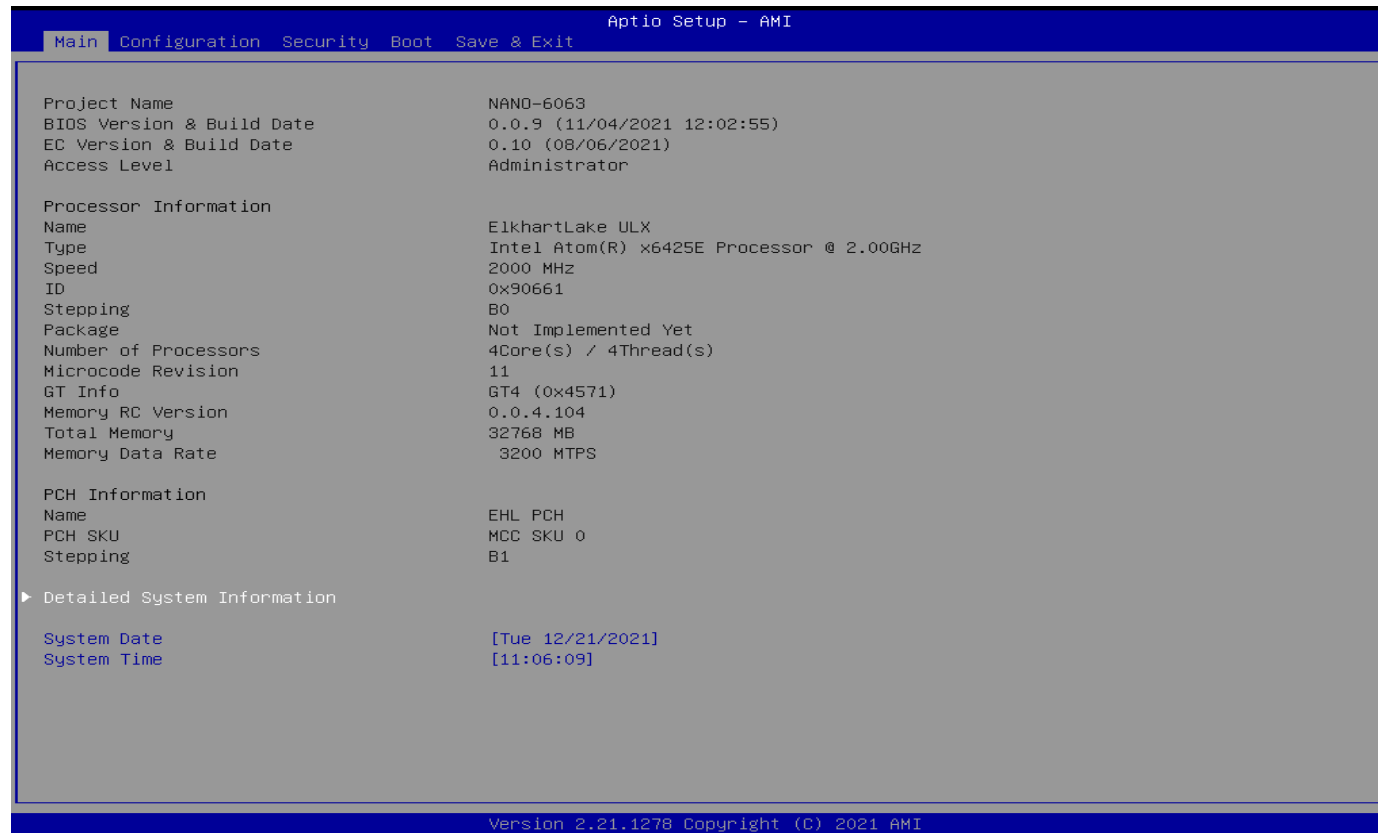 Aptio Setup – AMI
Main Configuration Security Boot Save & Exit
Project Name NANO-6063
BIOS Version & Build Date 0.0.9 (11/04/2021 12:02:55)
EC Version & Build Date 0.10 (08/06/2021)
Access Level Administrator
Processor Information
Name ElkhartLake ULX
Type Intel Atom(R) x6425E Processor @ 2.00GHz
Speed 2000 MHz
ID 0x90661
Stepping B0
Package Not Implemented Yet
Number of Processors 4Core(s) / 4Thread(s)
Microcode Revision 11
GT Info GT4 (0x4571)
Memory RC Version 0.0.4.104
Total Memory 32768 MB
Memory Data Rate 3200 MTPS
PCH Information
Name EHL PCH
PCH SKU MCC SKU 0
Stepping B1
Detailed System Information
System Date [Tue 12/21/2021]
System Time [11:06:09]
Version 2.21.1278 Copyright (C) 2021 AMI